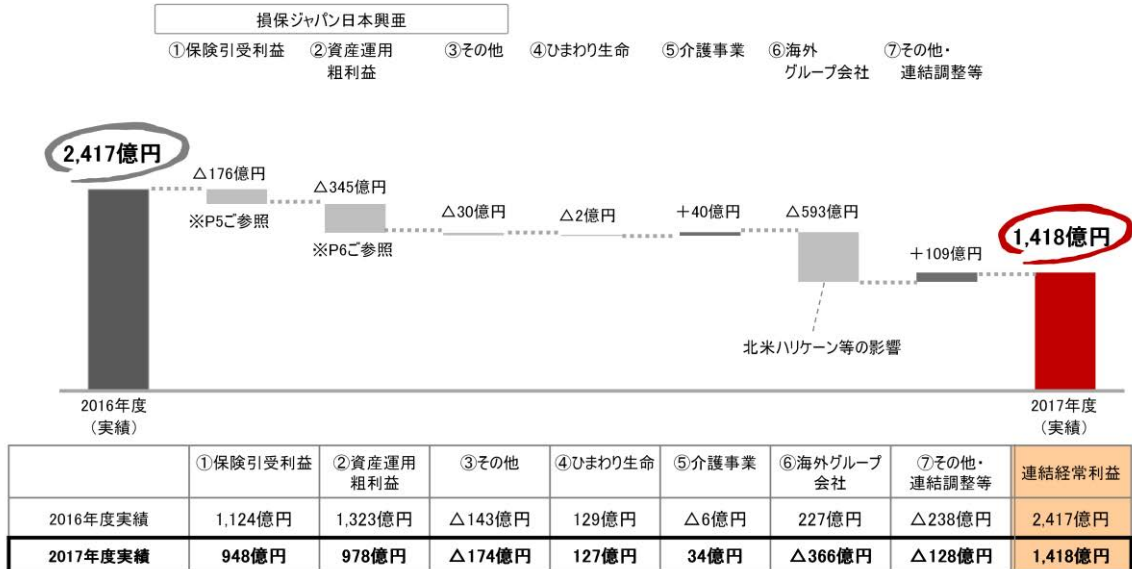 損保ジャパン日本興亜
①保険引受利益 ②資産運用 ③その他 ④ひまわり生命 ⑤介護事業 ⑥海外 ⑦その他・
粗利益 グループ会社 連結調整等
2,417億円
△176億円
※P5ご参照
△345億円
※P6ご参照
△30億円
△2億円
+40億円
△593億円
北米ハリケーン等の影響
+109億円
1,418億円
2016年度
(実績)
2017年度
(実績)
①保険引受利益 ②資産運用 ③その他 ④ひまわり生命 ⑤介護事業 ⑥海外グループ ⑦その他・ 連結経常利益
粗利益 会社 連結調整等
2016年度実績 1,124億円 1,323億円 △143億円 129億円 △6億円 227億円 △238億円 2,417億円
2017年度実績 948億円 978億円 △174億円 127億円 34億円 △366億円 △128億円 1,418億円